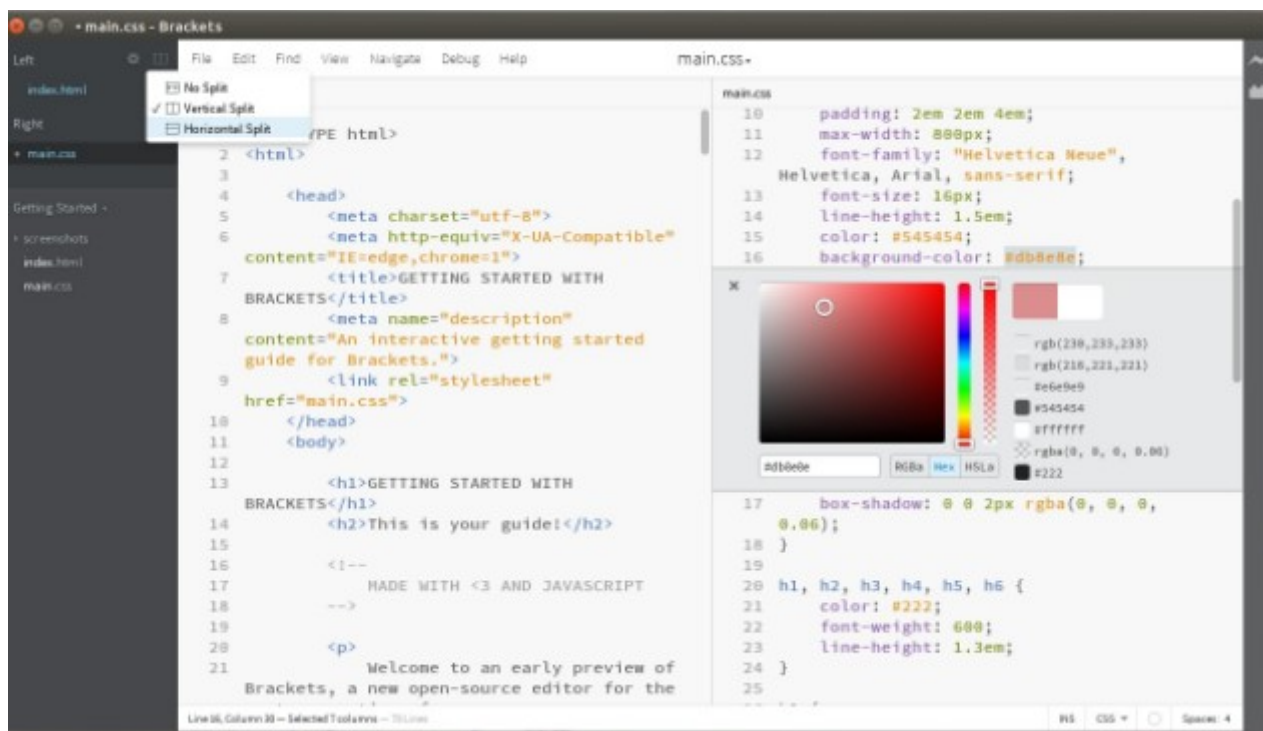 • main.css - Brackets
File Edit Find View Navigate Debug Help
main.css
Left
index.html
Right
main.css
Getting Started
screenshots
index.html
main.css
No Split
✓ Vertical Split
Horizontal Split
YPE html>
2 <html>
3
4 <head>
5 <meta charset="utf-8">
6 <meta http-equiv="X-UA-Compatible"
content="IE=edge,chrome=1">
7 <title>GETTING STARTED WITH
BRACKETS</title>
8 <meta name="description"
content="An interactive getting started
guide for Brackets.">
9 <link rel="stylesheet"
href="main.css">
10 </head>
11 <body>
12
13 <h1>GETTING STARTED WITH
BRACKETS</h1>
14 <h2>This is your guide!</h2>
15
16 <!--
17 MADE WITH <3 AND JAVASCRIPT
18 -->
19
20 <p>
21 Welcome to an early preview of
Brackets, a new open-source editor for the
main.css
10 padding: 2em 2em 4em;
11 max-width: 800px;
12 font-family: "Helvetica Neue",
Helvetica, Arial, sans-serif;
13 font-size: 16px;
14 line-height: 1.5em;
15 color: #545454;
16 background-color: #db8e8e;
rgb(230,233,233)
rgb(218,221,221)
#e6e9e9
#545454
#ffffff
rgba(0, 0, 0, 0.06)
#222
#db8e8e
RGBa Hex HSLa
17 box-shadow: 0 0 2px rgba(0, 0, 0,
0.06);
18 }
19
20 h1, h2, h3, h4, h5, h6 {
21 color: #222;
22 font-weight: 600;
23 line-height: 1.3em;
24 }
25
Line 16, Column 30 — Selected 7 columns — Lines
INS CSS Spaces: 4